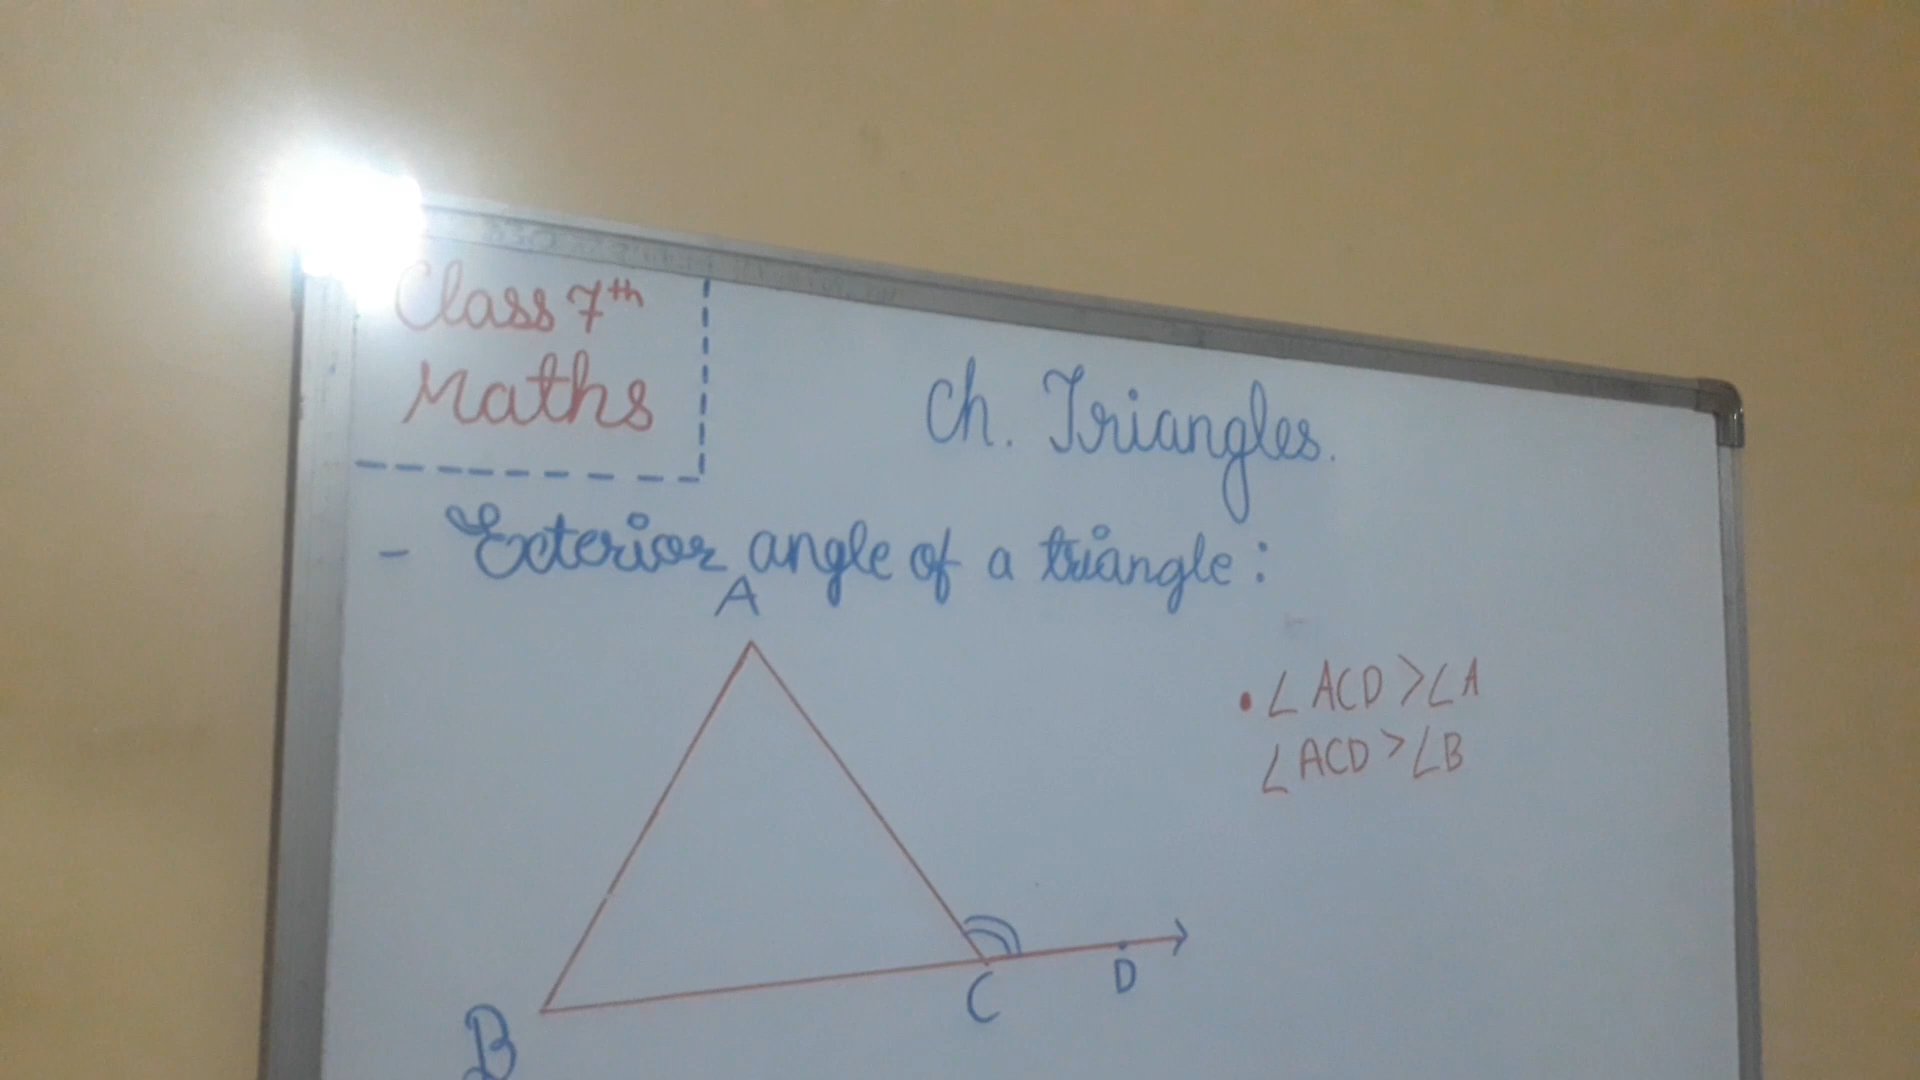 Class 7th
Maths
Ch. Triangles.
- Exterior angle of a triangle :
A
• ∠ ACD > ∠A
∠ACD > ∠B
B
C
D